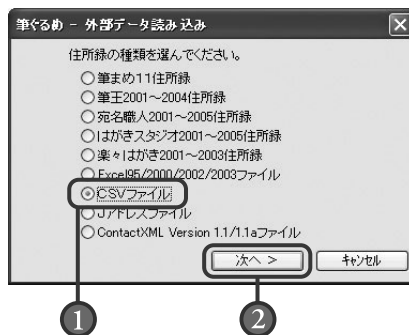 筆ぐるめ － 外部データ読み込み
住所録の種類を選んでください。
筆まめ11住所録
筆王2001～2004住所録
宛名職人2001～2005住所録
はがきスタジオ2001～2005住所録
楽々はがき2001～2003住所録
Excel95/2000/2002/2003ファイル
CSVファイル
Jアドレスファイル
ContactXML Version 1.1/1.1aファイル
次へ ＞
キャンセル
1
2